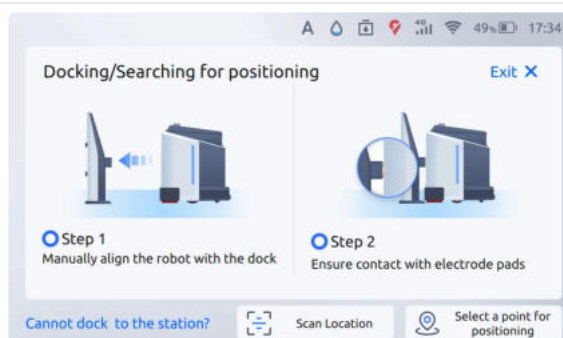 A 4G 49% 17:34
Docking/Searching for positioning
Exit X
Step 1
Manually align the robot with the dock
Step 2
Ensure contact with electrode pads
Cannot dock to the station?
Scan Location
Select a point for
positioning